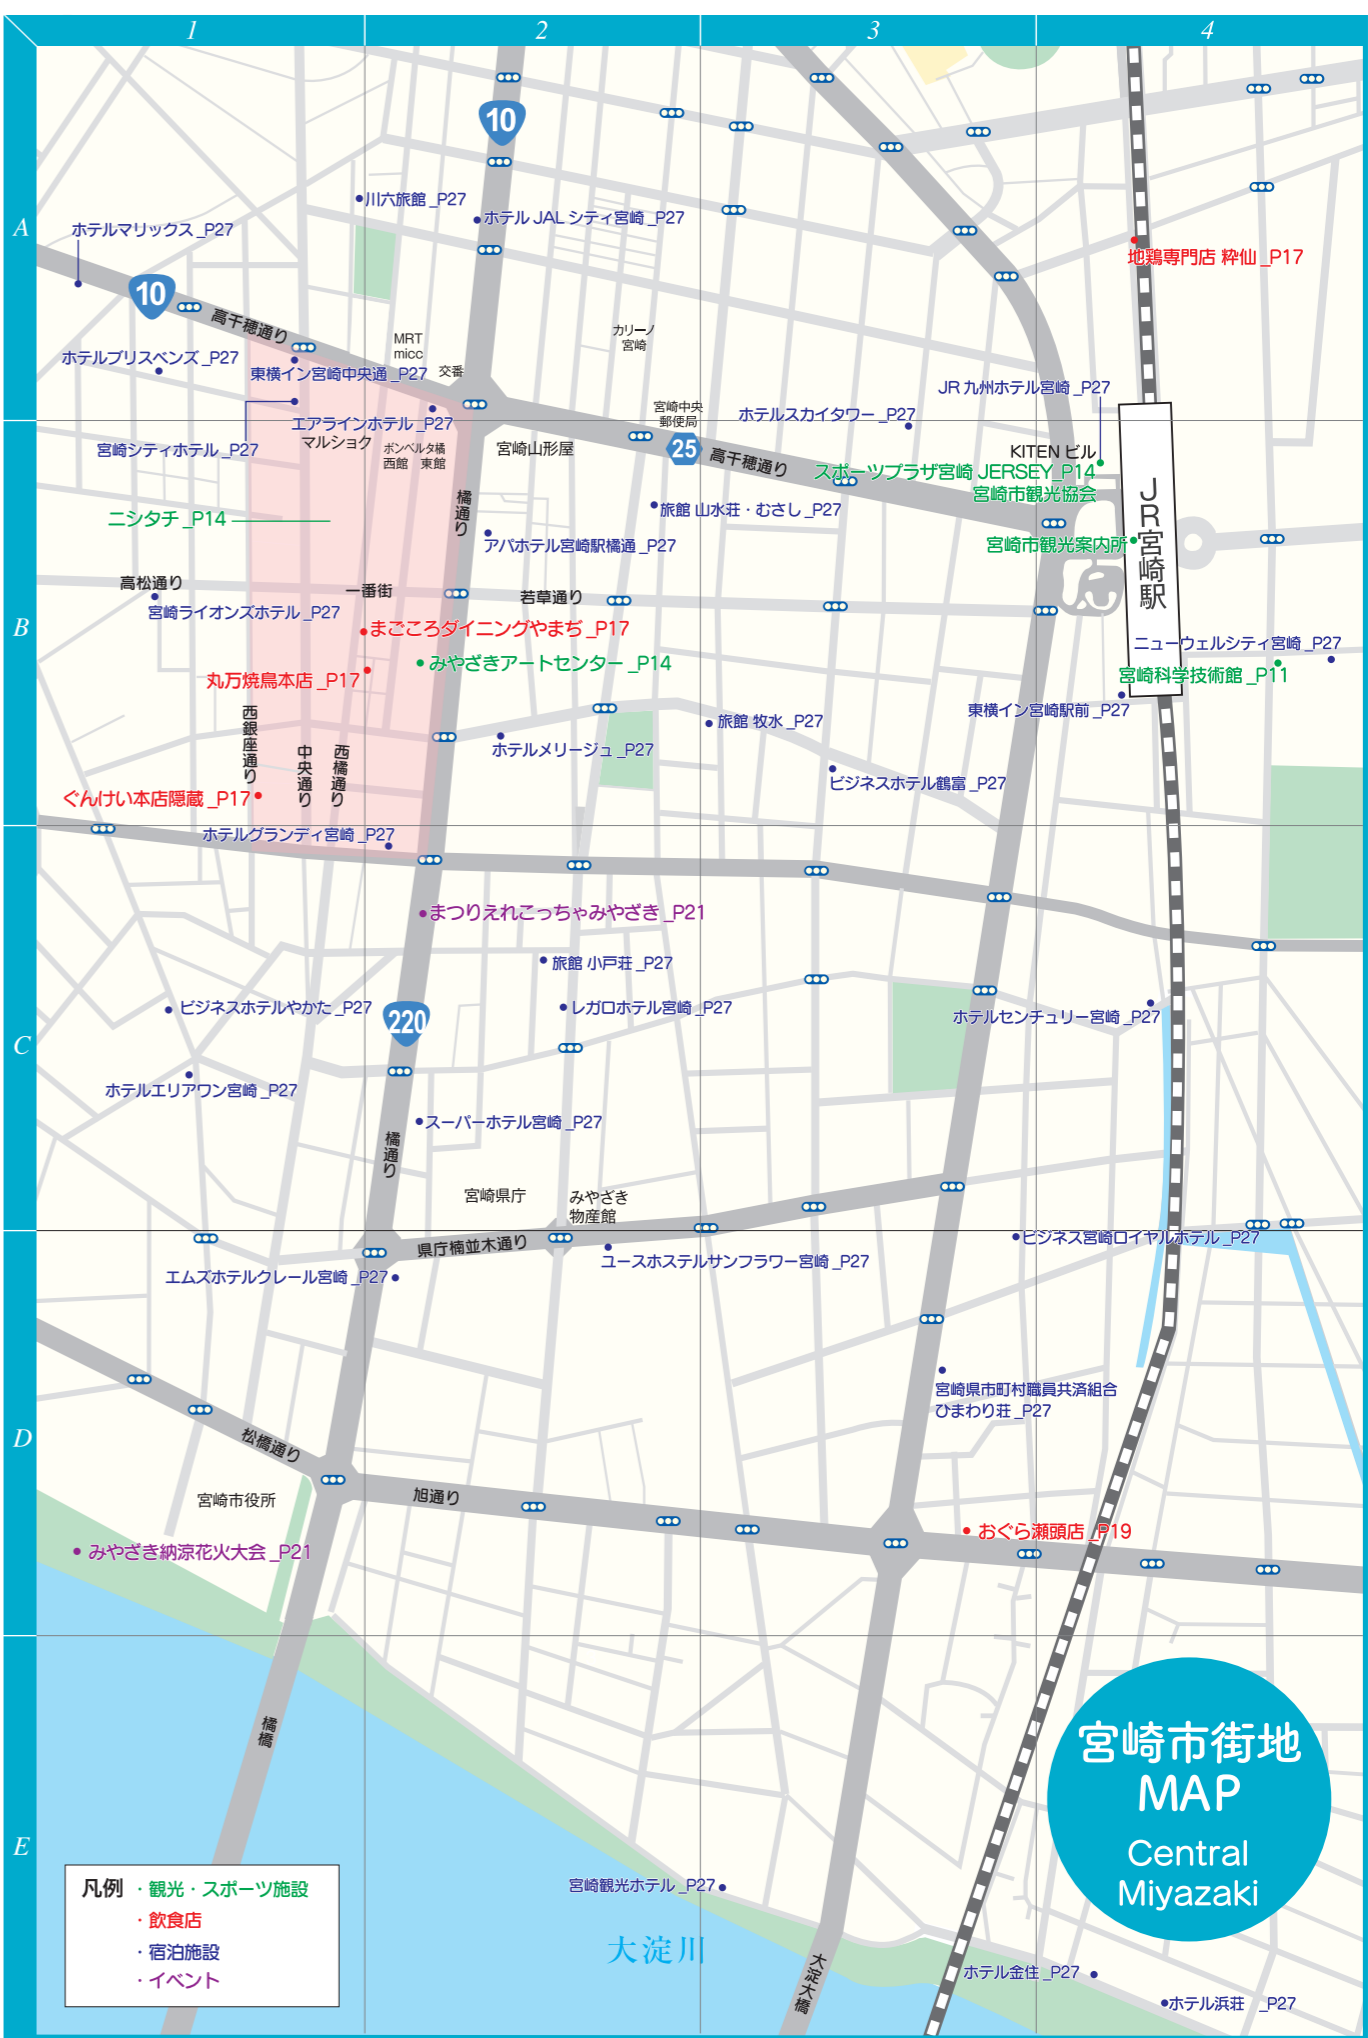 1
2
3
4
A
B
C
D
E
10
川六旅館_P27
ホテル JAL シティ宮崎_P27
ホテルマリックス_P27
地鶏専門店 粋仙_P17
10
高千穂通り
カリーノ
宮崎
MRT
micc
交番
ホテルブリスベンズ_P27
東横イン宮崎中央通_P27
JR 九州ホテル宮崎_P27
宮崎中央
郵便局
ホテルスカイタワー_P27
エアラインホテル_P27
マルショク
宮崎シティホテル_P27
ボンベルタ橘
西館 東館
宮崎山形屋
25
高千穂通り
KITEN ビル
スポーツプラザ宮崎 JERSEY_P14
宮崎市観光協会
JR宮崎駅
橘通り
旅館 山水荘・むさし_P27
ニシタチ_P14
アパホテル宮崎駅橘通_P27
宮崎市観光案内所
高松通り
一番街
若草通り
宮崎ライオンズホテル_P27
まごころダイニングやまぢ_P17
ニューウェルシティ宮崎_P27
みやざきアートセンター_P14
宮崎科学技術館_P11
丸万焼鳥本店_P17
東横イン宮崎駅前_P27
西銀座通り
中央通り
西橘通り
旅館 牧水_P27
ホテルメリージュ_P27
ビジネスホテル鶴富_P27
ぐんけい本店隠蔵_P17
ホテルグランディ宮崎_P27
まつりえれこっちゃみやざき_P21
旅館 小戸荘_P27
ビジネスホテルやかた_P27
220
レガロホテル宮崎_P27
ホテルセンチュリー宮崎_P27
ホテルエリアワン宮崎_P27
スーパーホテル宮崎_P27
橘通り
宮崎県庁
みやざき
物産館
県庁楠並木通り
ビジネス宮崎ロイヤルホテル_P27
ユースホステルサンフラワー宮崎_P27
エムズホテルクレール宮崎_P27
宮崎県市町村職員共済組合
ひまわり荘_P27
松橋通り
宮崎市役所
旭通り
おぐら瀬頭店_P19
みやざき納涼花火大会_P21
橘橋
宮崎市街地
MAP
Central
Miyazaki
凡例
・観光・スポーツ施設
・飲食店
・宿泊施設
・イベント
宮崎観光ホテル_P27
大淀川
大淀大橋
ホテル金住_P27
ホテル浜荘 _P27